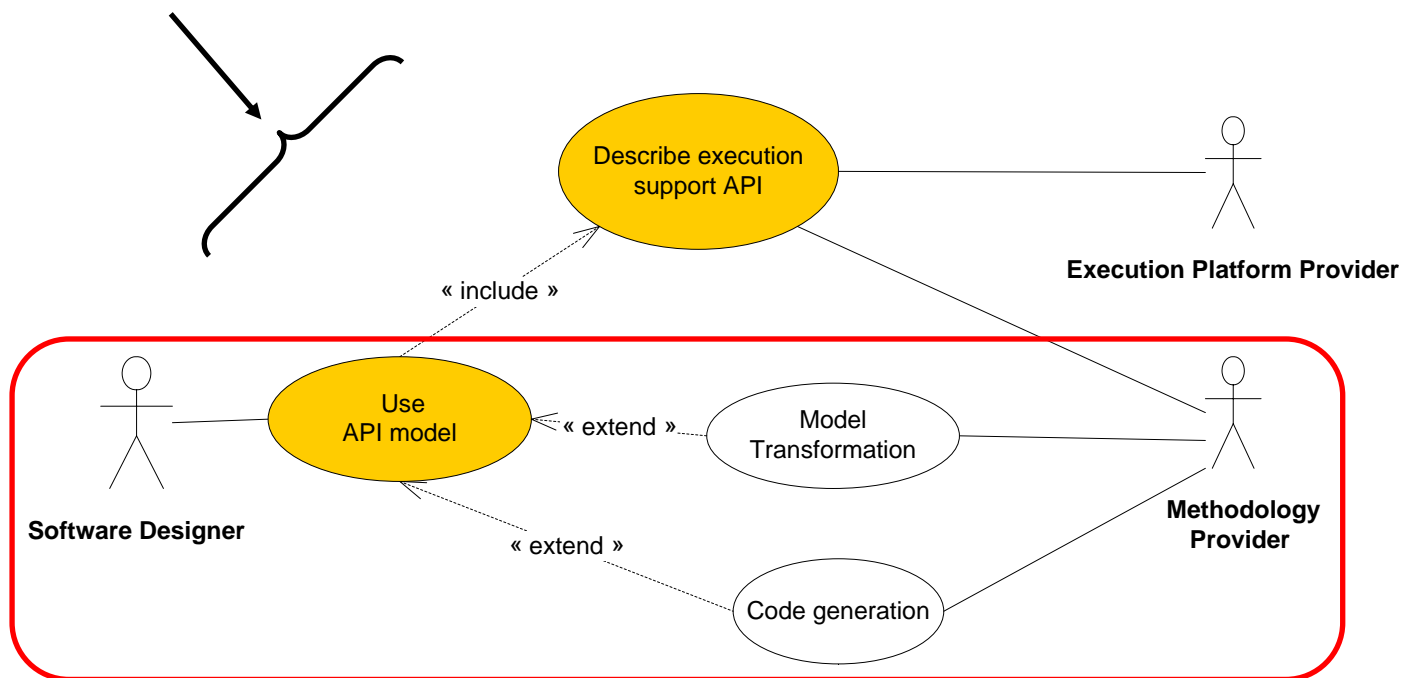 Describe execution
support API
Execution Platform Provider
« include »
Use
API model
« extend »
Model
Transformation
Software Designer
Methodology
Provider
« extend »
Code generation